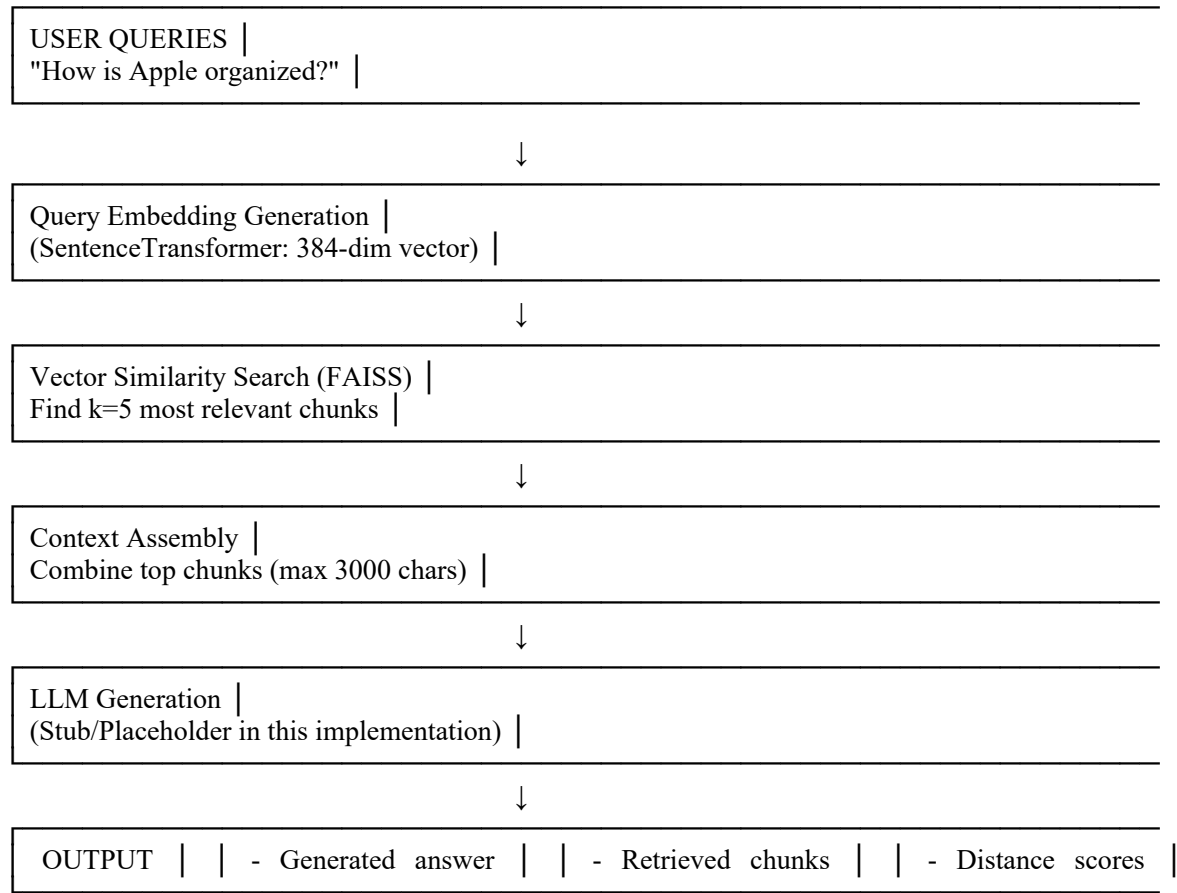 USER QUERIES |
"How is Apple organized?" |
↓
Query Embedding Generation |
(SentenceTransformer: 384-dim vector) |
↓
Vector Similarity Search (FAISS) |
Find k=5 most relevant chunks |
↓
Context Assembly |
Combine top chunks (max 3000 chars) |
↓
LLM Generation |
(Stub/Placeholder in this implementation) |
↓
OUTPUT | | - Generated answer | | - Retrieved chunks | | - Distance scores |